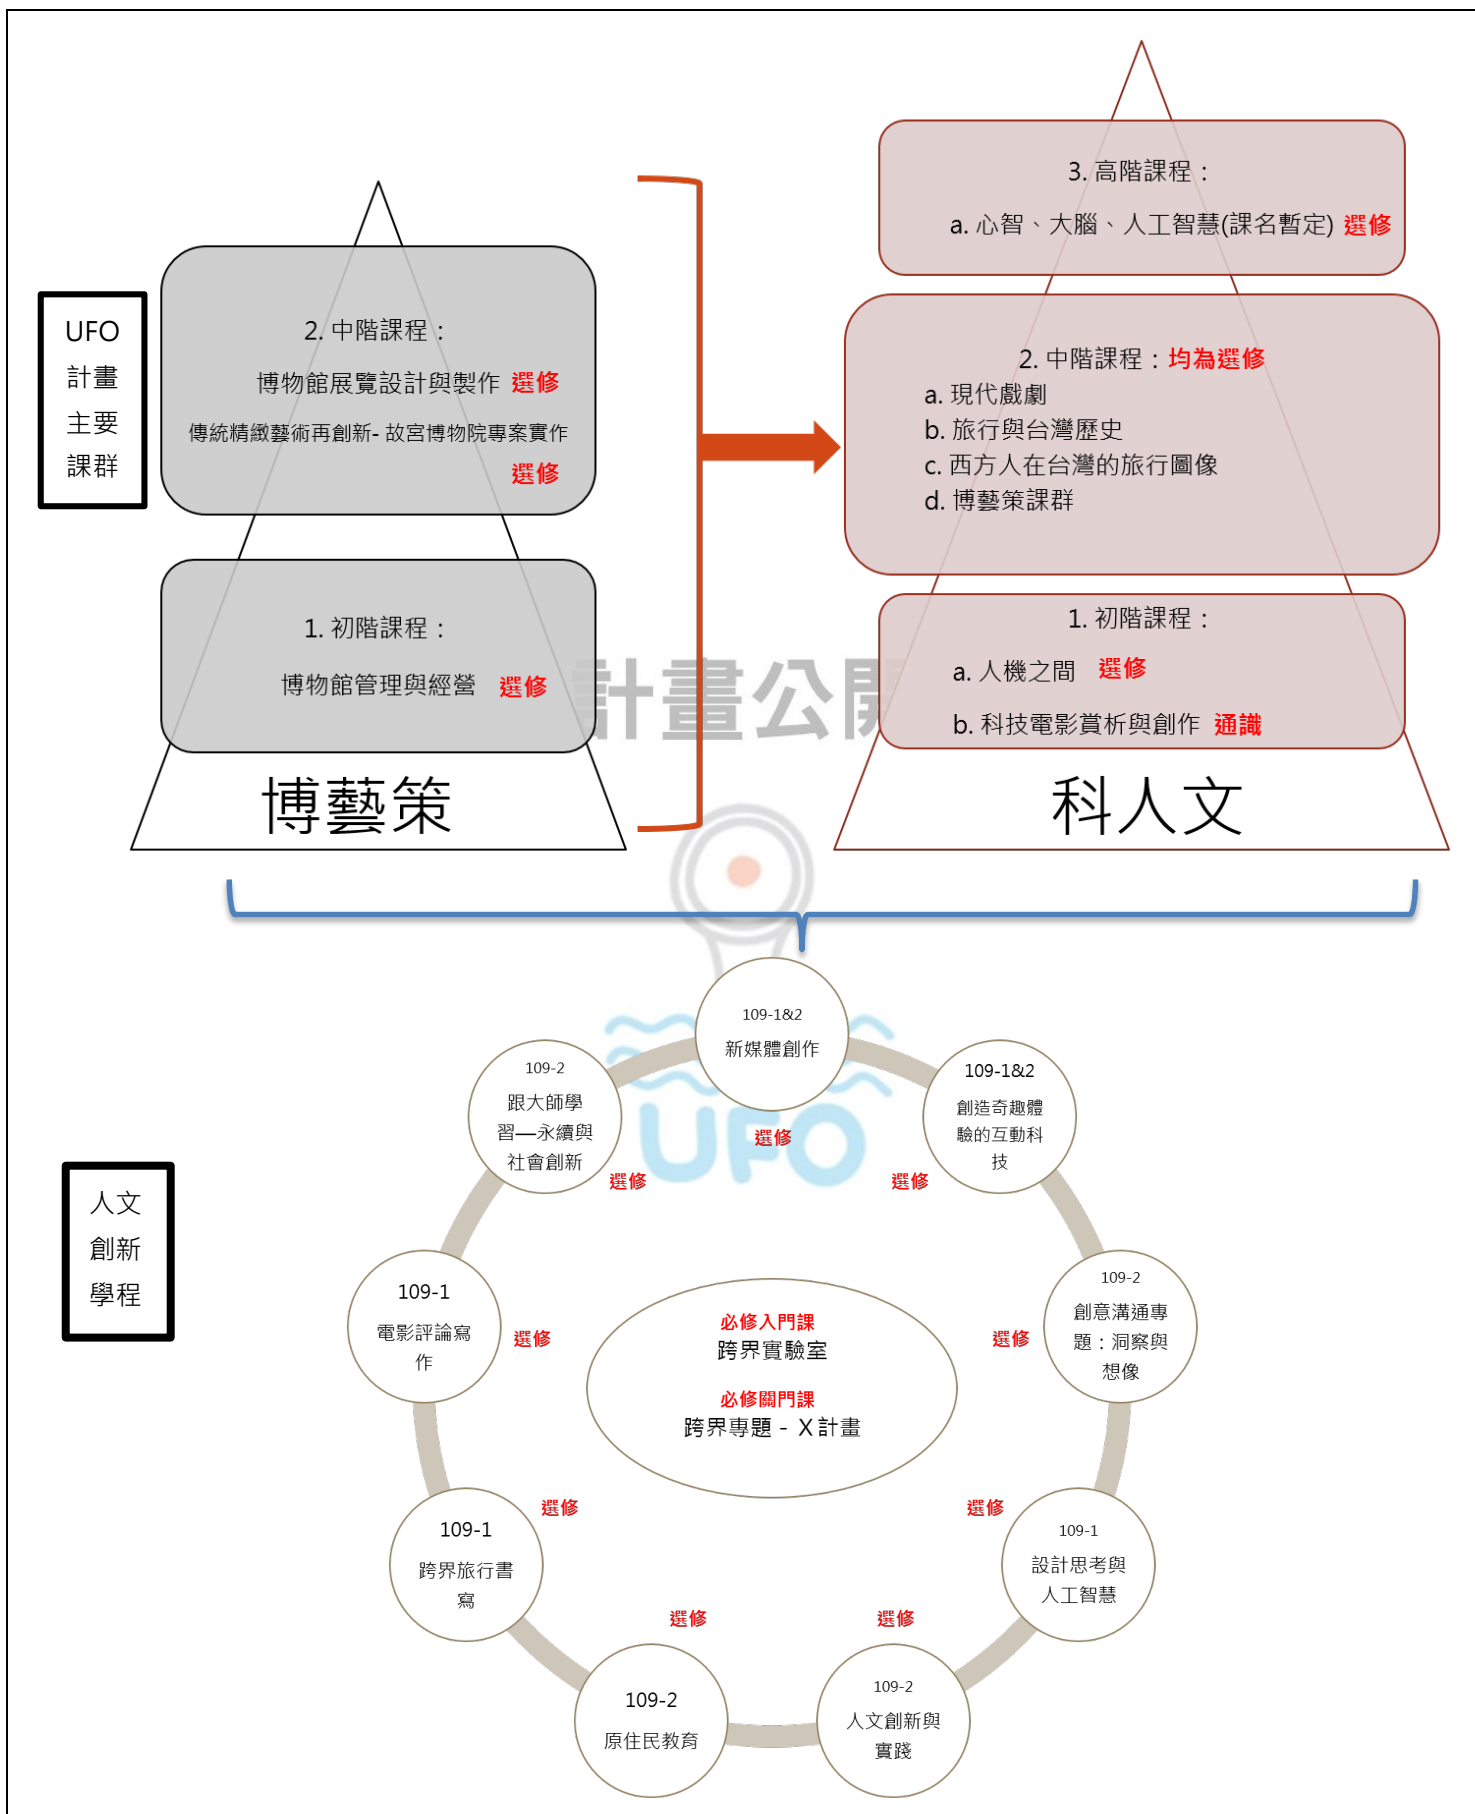 UFO
計畫
主要
課群
2. 中階課程：
博物館展覽設計與製作 選修
傳統精緻藝術再創新- 故宮博物院專案實作
選修
1. 初階課程：
博物館管理與經營 選修
博藝策
3. 高階課程：
a. 心智、大腦、人工智慧(課名暫定) 選修
2. 中階課程：均為選修
a. 現代戲劇
b. 旅行與台灣歷史
c. 西方人在台灣的旅行圖像
d. 博藝策課群
1. 初階課程：
a. 人機之間 選修
b. 科技電影賞析與創作 通識
科人文
計畫公開
UFO
人文
創新
學程
109-1&2
新媒體創作
選修
109-1&2
創造奇趣體
驗的互動科
技
選修
109-2
創意溝通專
題：洞察與
想像
選修
109-1
設計思考與
人工智慧
選修
109-2
人文創新與
實踐
選修
109-2
原住民教育
選修
109-1
跨界旅行書
寫
選修
109-1
電影評論寫
作
選修
109-2
跟大師學
習—永續與
社會創新
選修
必修入門課
跨界實驗室
必修關門課
跨界專題 - X計畫